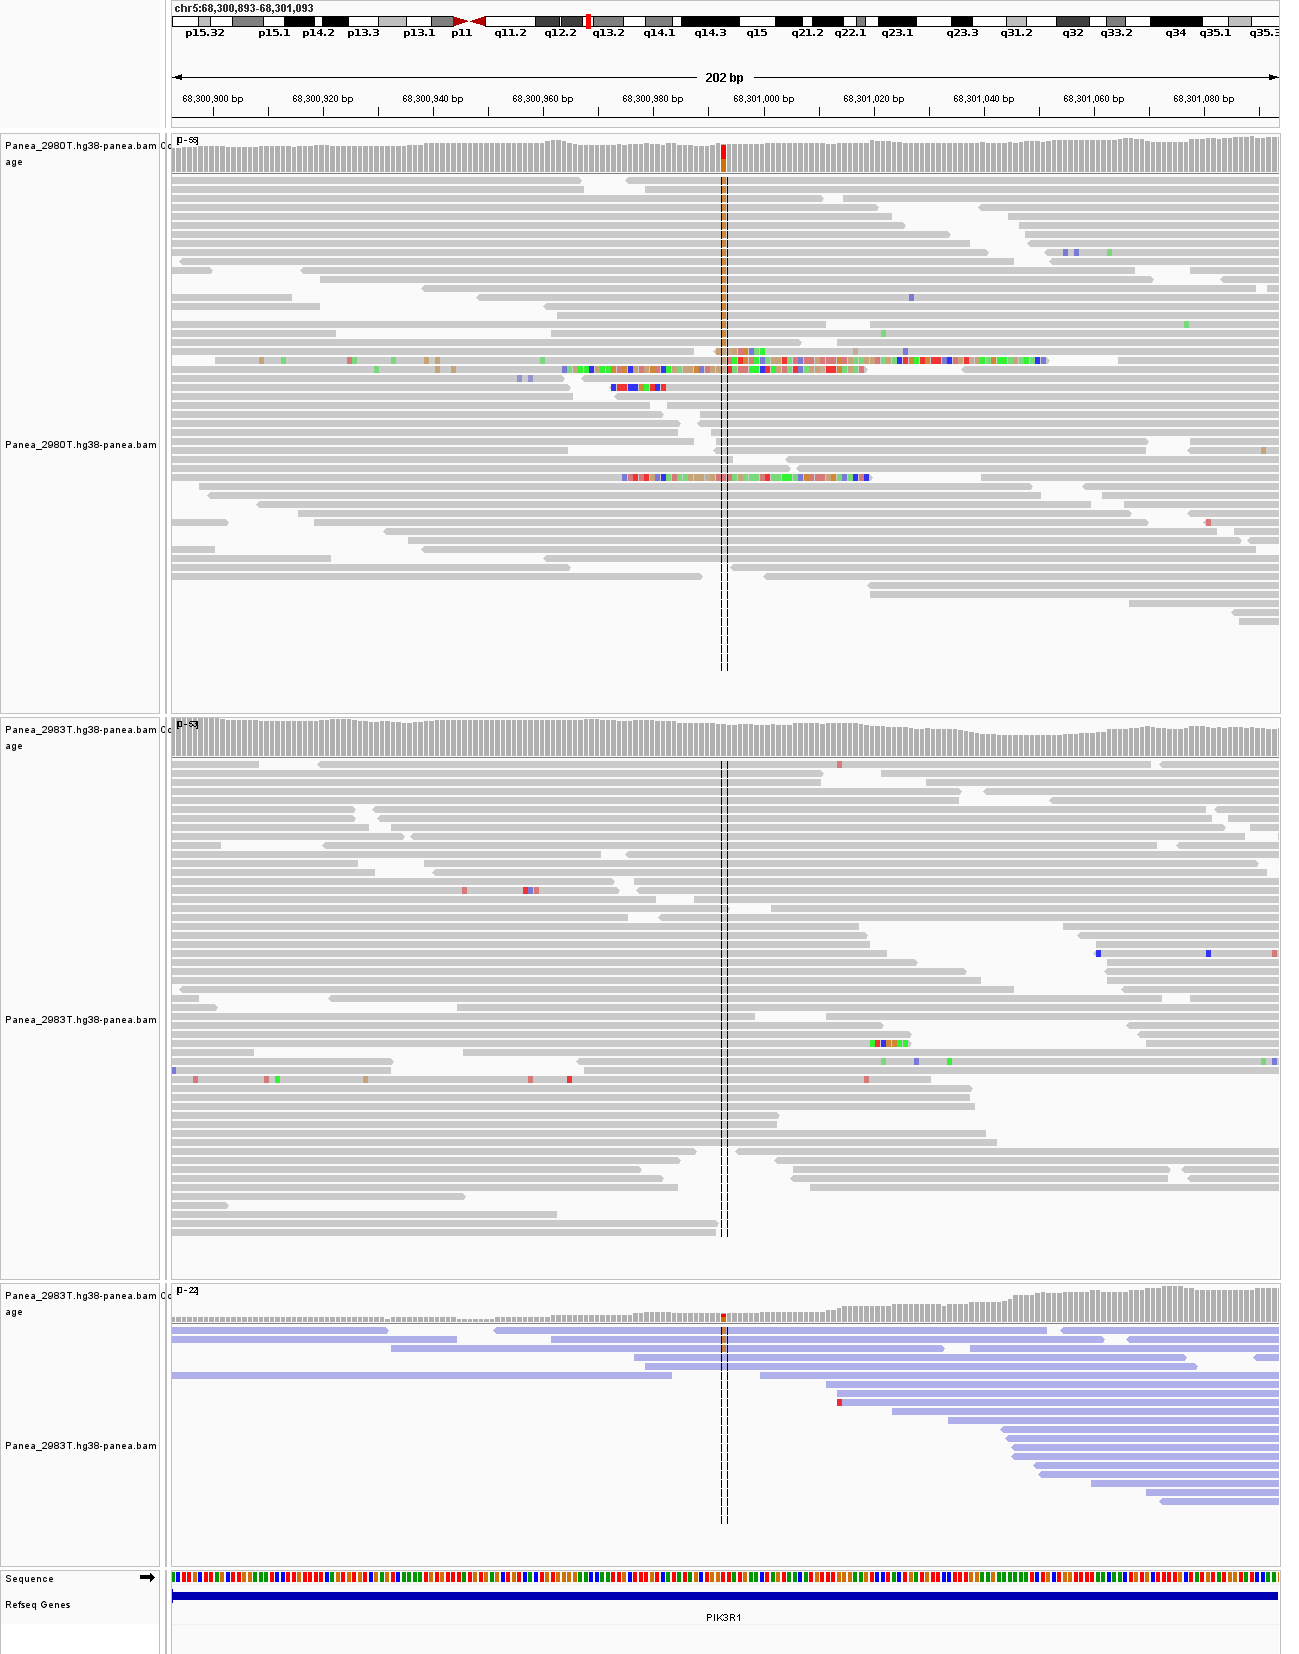 chr5:68,300,893-68,301,093
p15.32 p15.1 p14.2 p13.3 p13.1 p11 q11.2 q12.2 q13.2 q14.1 q14.3 q15 q21.2 q22.1 q23.1 q23.3 q31.2 q32 q33.2 q34 q35.1 q35.3
202 bp
68,300,900 bp 68,300,920 bp 68,300,940 bp 68,300,960 bp 68,300,980 bp 68,301,000 bp 68,301,020 bp 68,301,040 bp 68,301,060 bp 68,301,080 bp
Panea_2980T.hg38-panea.bam Co
age
Panea_2980T.hg38-panea.bam
Panea_2983T.hg38-panea.bam Co
age
[0-53]
Panea_2983T.hg38-panea.bam
Panea_2983T.hg38-panea.bam Co
age
[0-22]
Panea_2983T.hg38-panea.bam
Sequence
Refseq Genes
PIK3R1